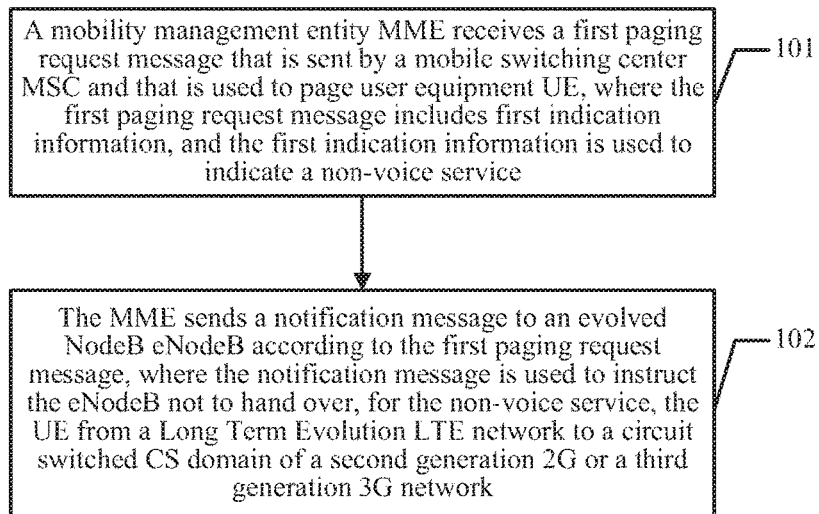 A mobility management entity MME receives a first paging
request message that is sent by a mobile switching center
MSC and that is used to page user equipment UE, where the
first paging request message includes first indication
information, and the first indication information is used to
indicate a non-voice service
101
The MME sends a notification message to an evolved
NodeB eNodeB according to the first paging request
message, where the notification message is used to instruct
the eNodeB not to hand over, for the non-voice service, the
UE from a Long Term Evolution LTE network to a circuit
switched CS domain of a second generation 2G or a third
generation 3G network
102